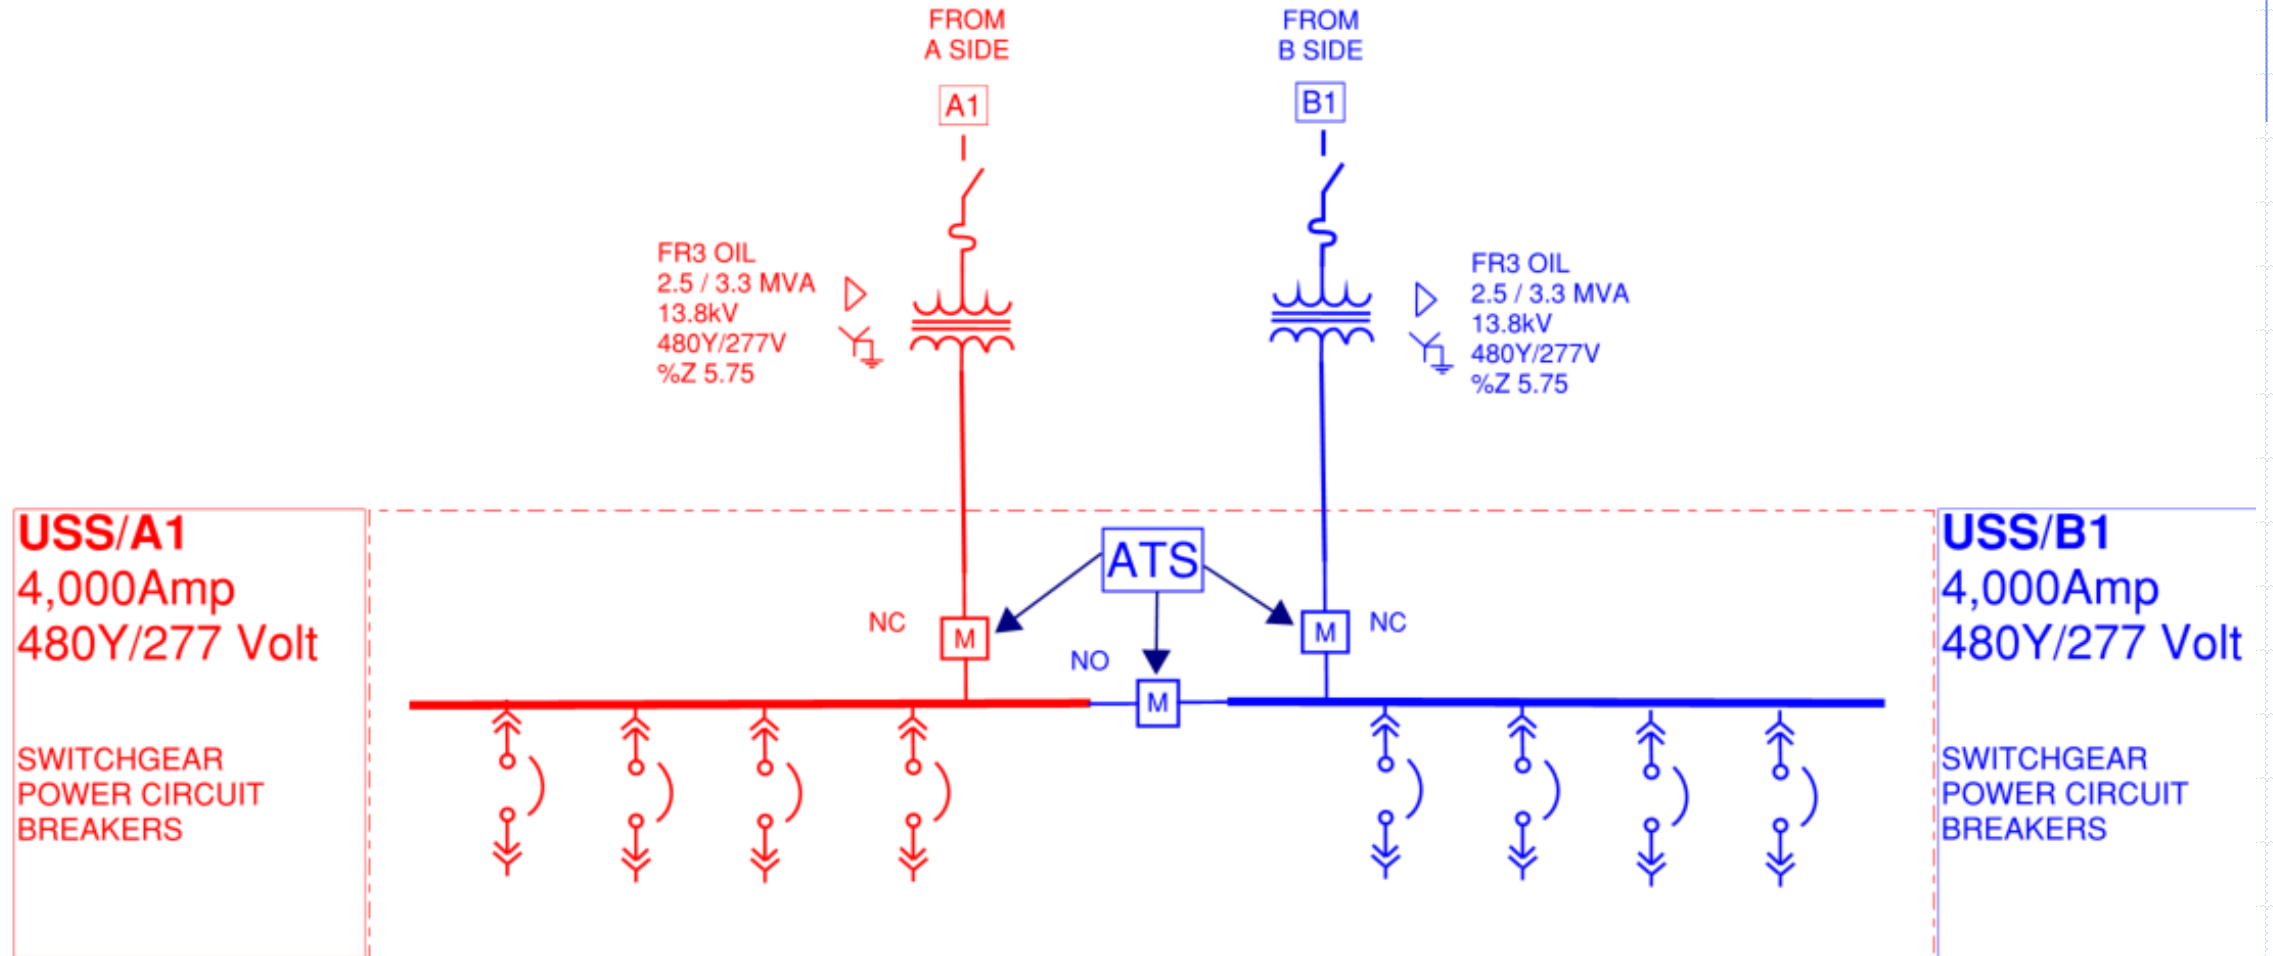 FROM
A SIDE
FROM
B SIDE
A1
B1
FR3 OIL
2.5 / 3.3 MVA
13.8kV
480Y/277V
%Z 5.75
FR3 OIL
2.5 / 3.3 MVA
13.8kV
480Y/277V
%Z 5.75
USS/A1
4,000Amp
480Y/277 Volt
SWITCHGEAR
POWER CIRCUIT
BREAKERS
ATS
NC
M
NO
M
M
NC
USS/B1
4,000Amp
480Y/277 Volt
SWITCHGEAR
POWER CIRCUIT
BREAKERS